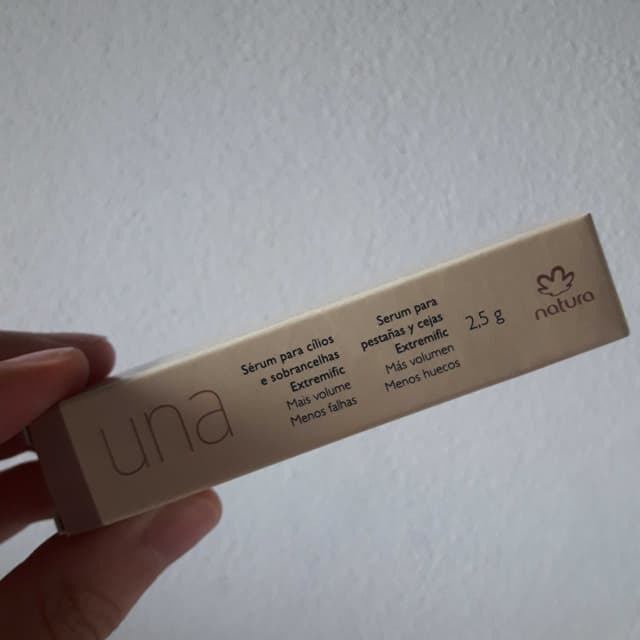 una
Sérum para cílios
e sobrancelhas
Extremific
Mais volume
Menos falhas
Serum para
pestañas y cejas
Extremific
Más volumen
Menos huecos
2,5 g
natura